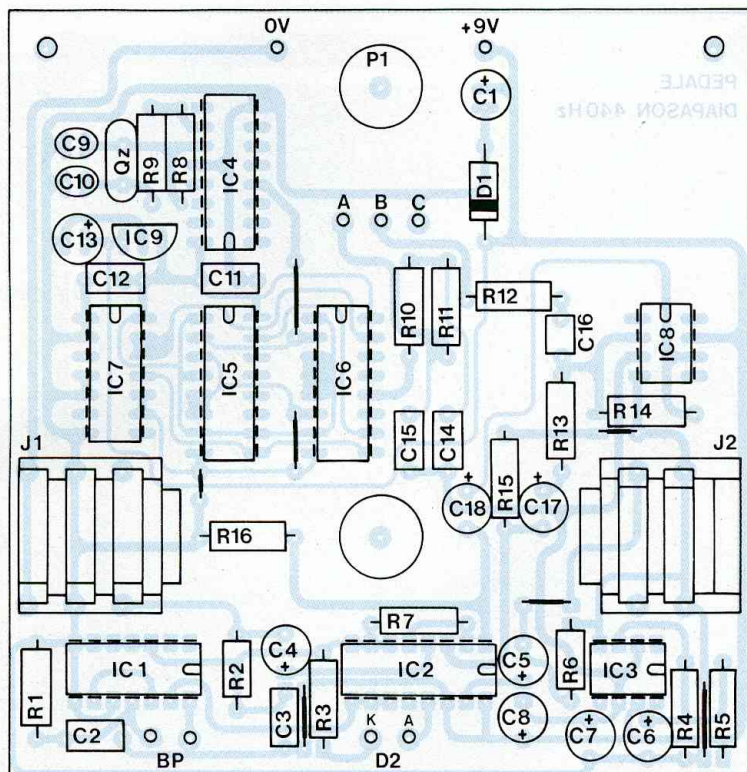 0V +9V
P1
C1
PEDALE
DIAPASON 440Hz
C9
C10
Qz
R9
R8
IC4
D1
A B C
C13
IC9
C12
C11
R10
R11
R12
C16
IC8
IC7
IC5
IC6
R13
R14
J1
C15
C14
J2
C18
R15
C17
R16
R7
R1
IC1
R2
C4
IC2
C5
R6
IC3
C3
R3
K A
C8
C7
C6
R4
R5
C2
BP
D2